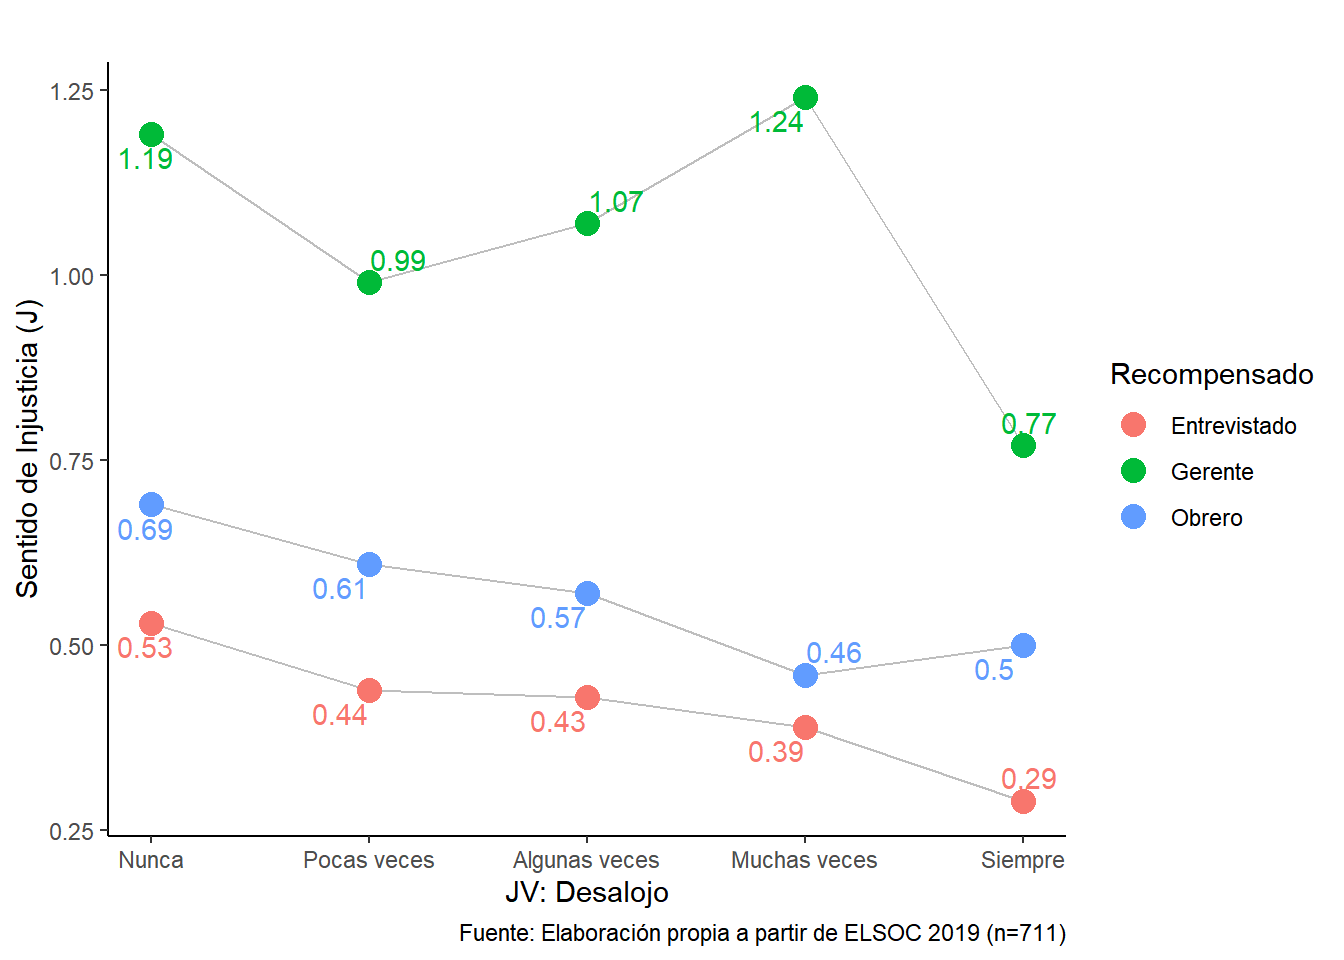 1.25
1.00
0.75
0.50
0.25
Sentido de Injusticia (J)
1.19
0.99
1.07
1.24
0.77
0.69
0.61
0.57
0.46
0.5
0.53
0.44
0.43
0.39
0.29
Nunca
Pocas veces
Algunas veces
Muchas veces
Siempre
JV: Desalojo
Fuente: Elaboración propia a partir de ELSOC 2019 (n=711)
Recompensado
Entrevistado
Gerente
Obrero